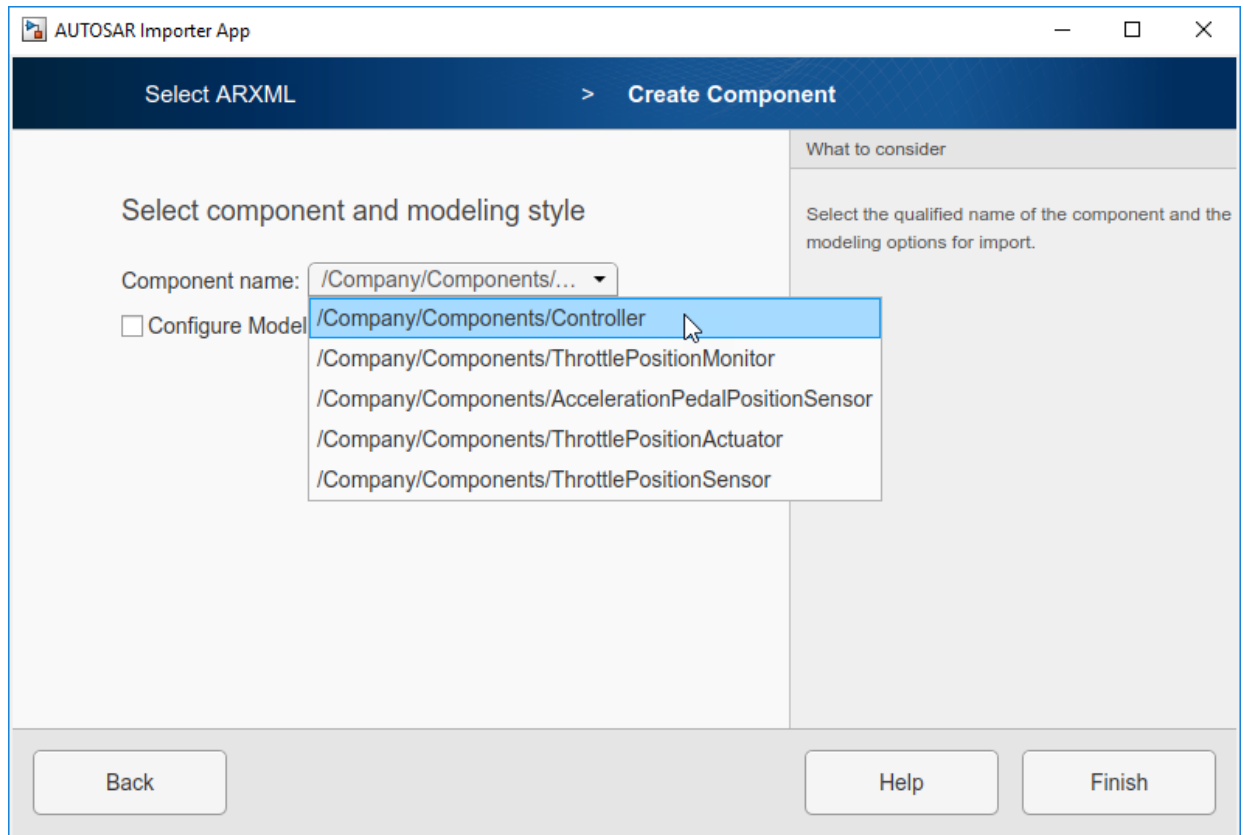 AUTOSAR Importer App
Select ARXML > Create Component
What to consider
Select the qualified name of the component and the
modeling options for import.
Select component and modeling style
Component name: /Company/Components/...
Configure Model
/Company/Components/Controller
/Company/Components/ThrottlePositionMonitor
/Company/Components/AccelerationPedalPositionSensor
/Company/Components/ThrottlePositionActuator
/Company/Components/ThrottlePositionSensor
Back
Help
Finish